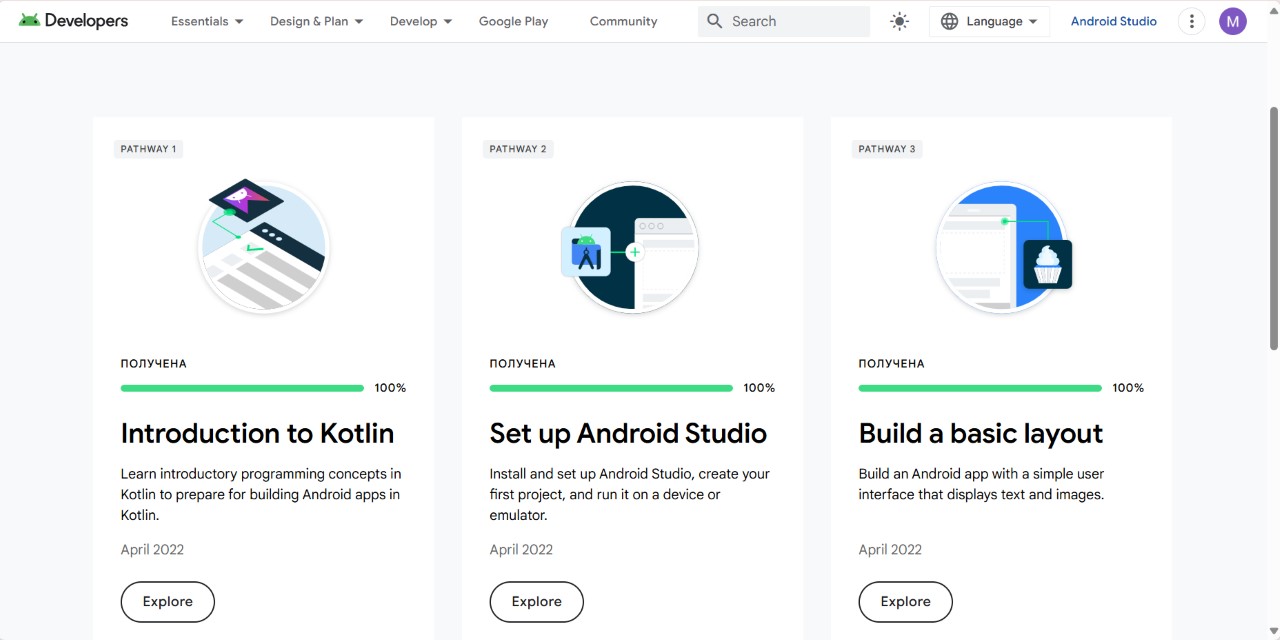 Developers Essentials Design & Plan Develop Google Play Community Search Language Android Studio M
PATHWAY 1
PATHWAY 2
PATHWAY 3
ПОЛУЧЕНА
100%
Introduction to Kotlin
Learn introductory programming concepts in
Kotlin to prepare for building Android apps in
Kotlin.
April 2022
Explore
ПОЛУЧЕНА
100%
Set up Android Studio
Install and set up Android Studio, create your
first project, and run it on a device or
emulator.
April 2022
Explore
ПОЛУЧЕНА
100%
Build a basic layout
Build an Android app with a simple user
interface that displays text and images.
April 2022
Explore